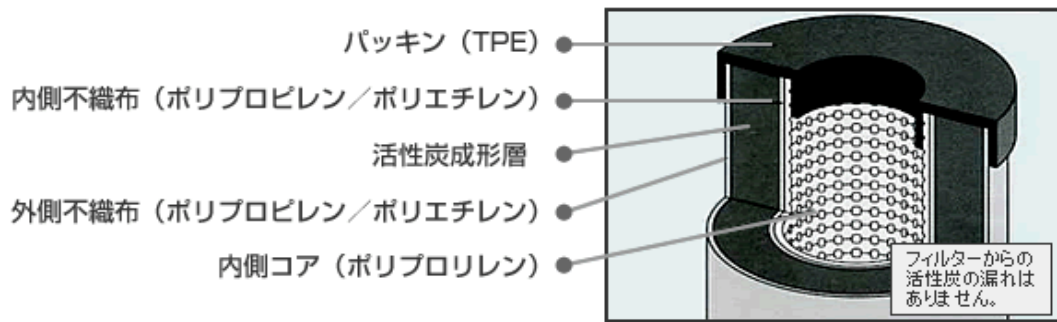 パッキン（TPE）
内側不織布（ポリプロピレン／ポリエチレン）
活性炭成形層
外側不織布（ポリプロピレン／ポリエチレン）
内側コア（ポリプロリレン）
フィルターからの
活性炭の漏れは
ありません。